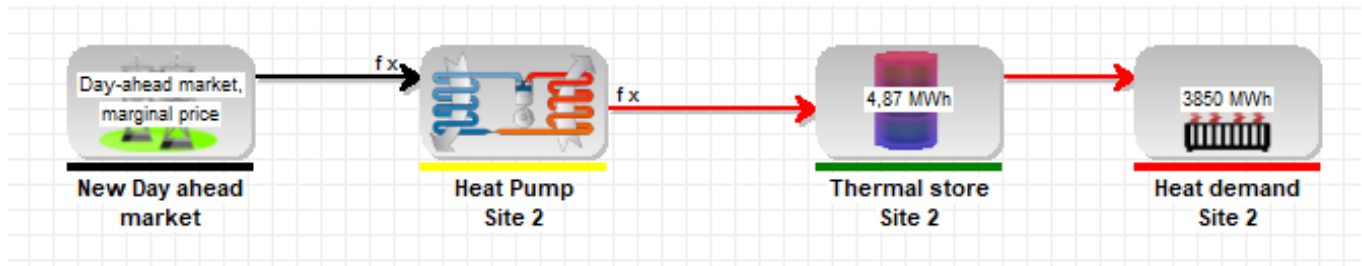 f x
Day-ahead market,
marginal price
f x
4,87 MWh
3850 MWh
New Day ahead
market
Heat Pump
Site 2
Thermal store
Site 2
Heat demand
Site 2